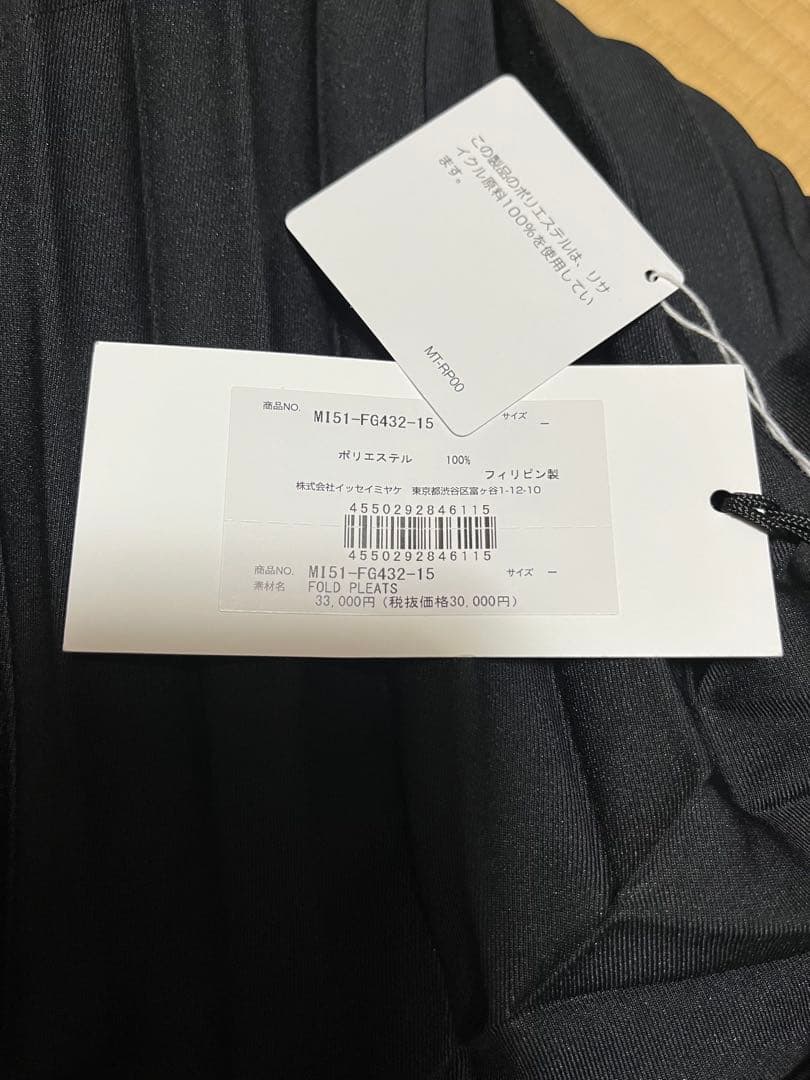 この製品のポリエステルは、リサ
イクル原料100%を使用してい
ます。
MT-RP00
商品NO. MI51-FG432-15 サイズ －
ポリエステル 100%
フィリピン製
株式会社イッセイミヤケ 東京都渋谷区富ヶ谷1-12-10
4550292846115
4550292846115
商品NO. MI51-FG432-15 サイズ －
素材名 FOLD PLEATS
33,000円(税抜価格30,000円)